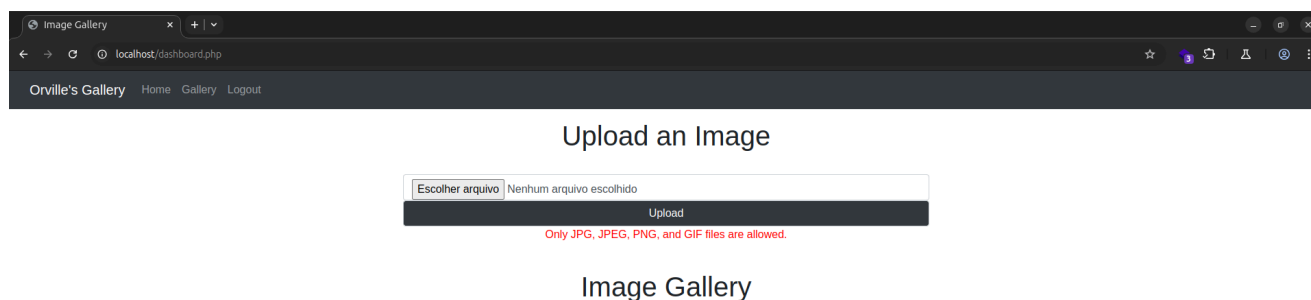 Image Gallery
localhost/dashboard.php
3
Orville's Gallery Home Gallery Logout
Upload an Image
Escolher arquivo Nenhum arquivo escolhido
Upload
Only JPG, JPEG, PNG, and GIF files are allowed.
Image Gallery